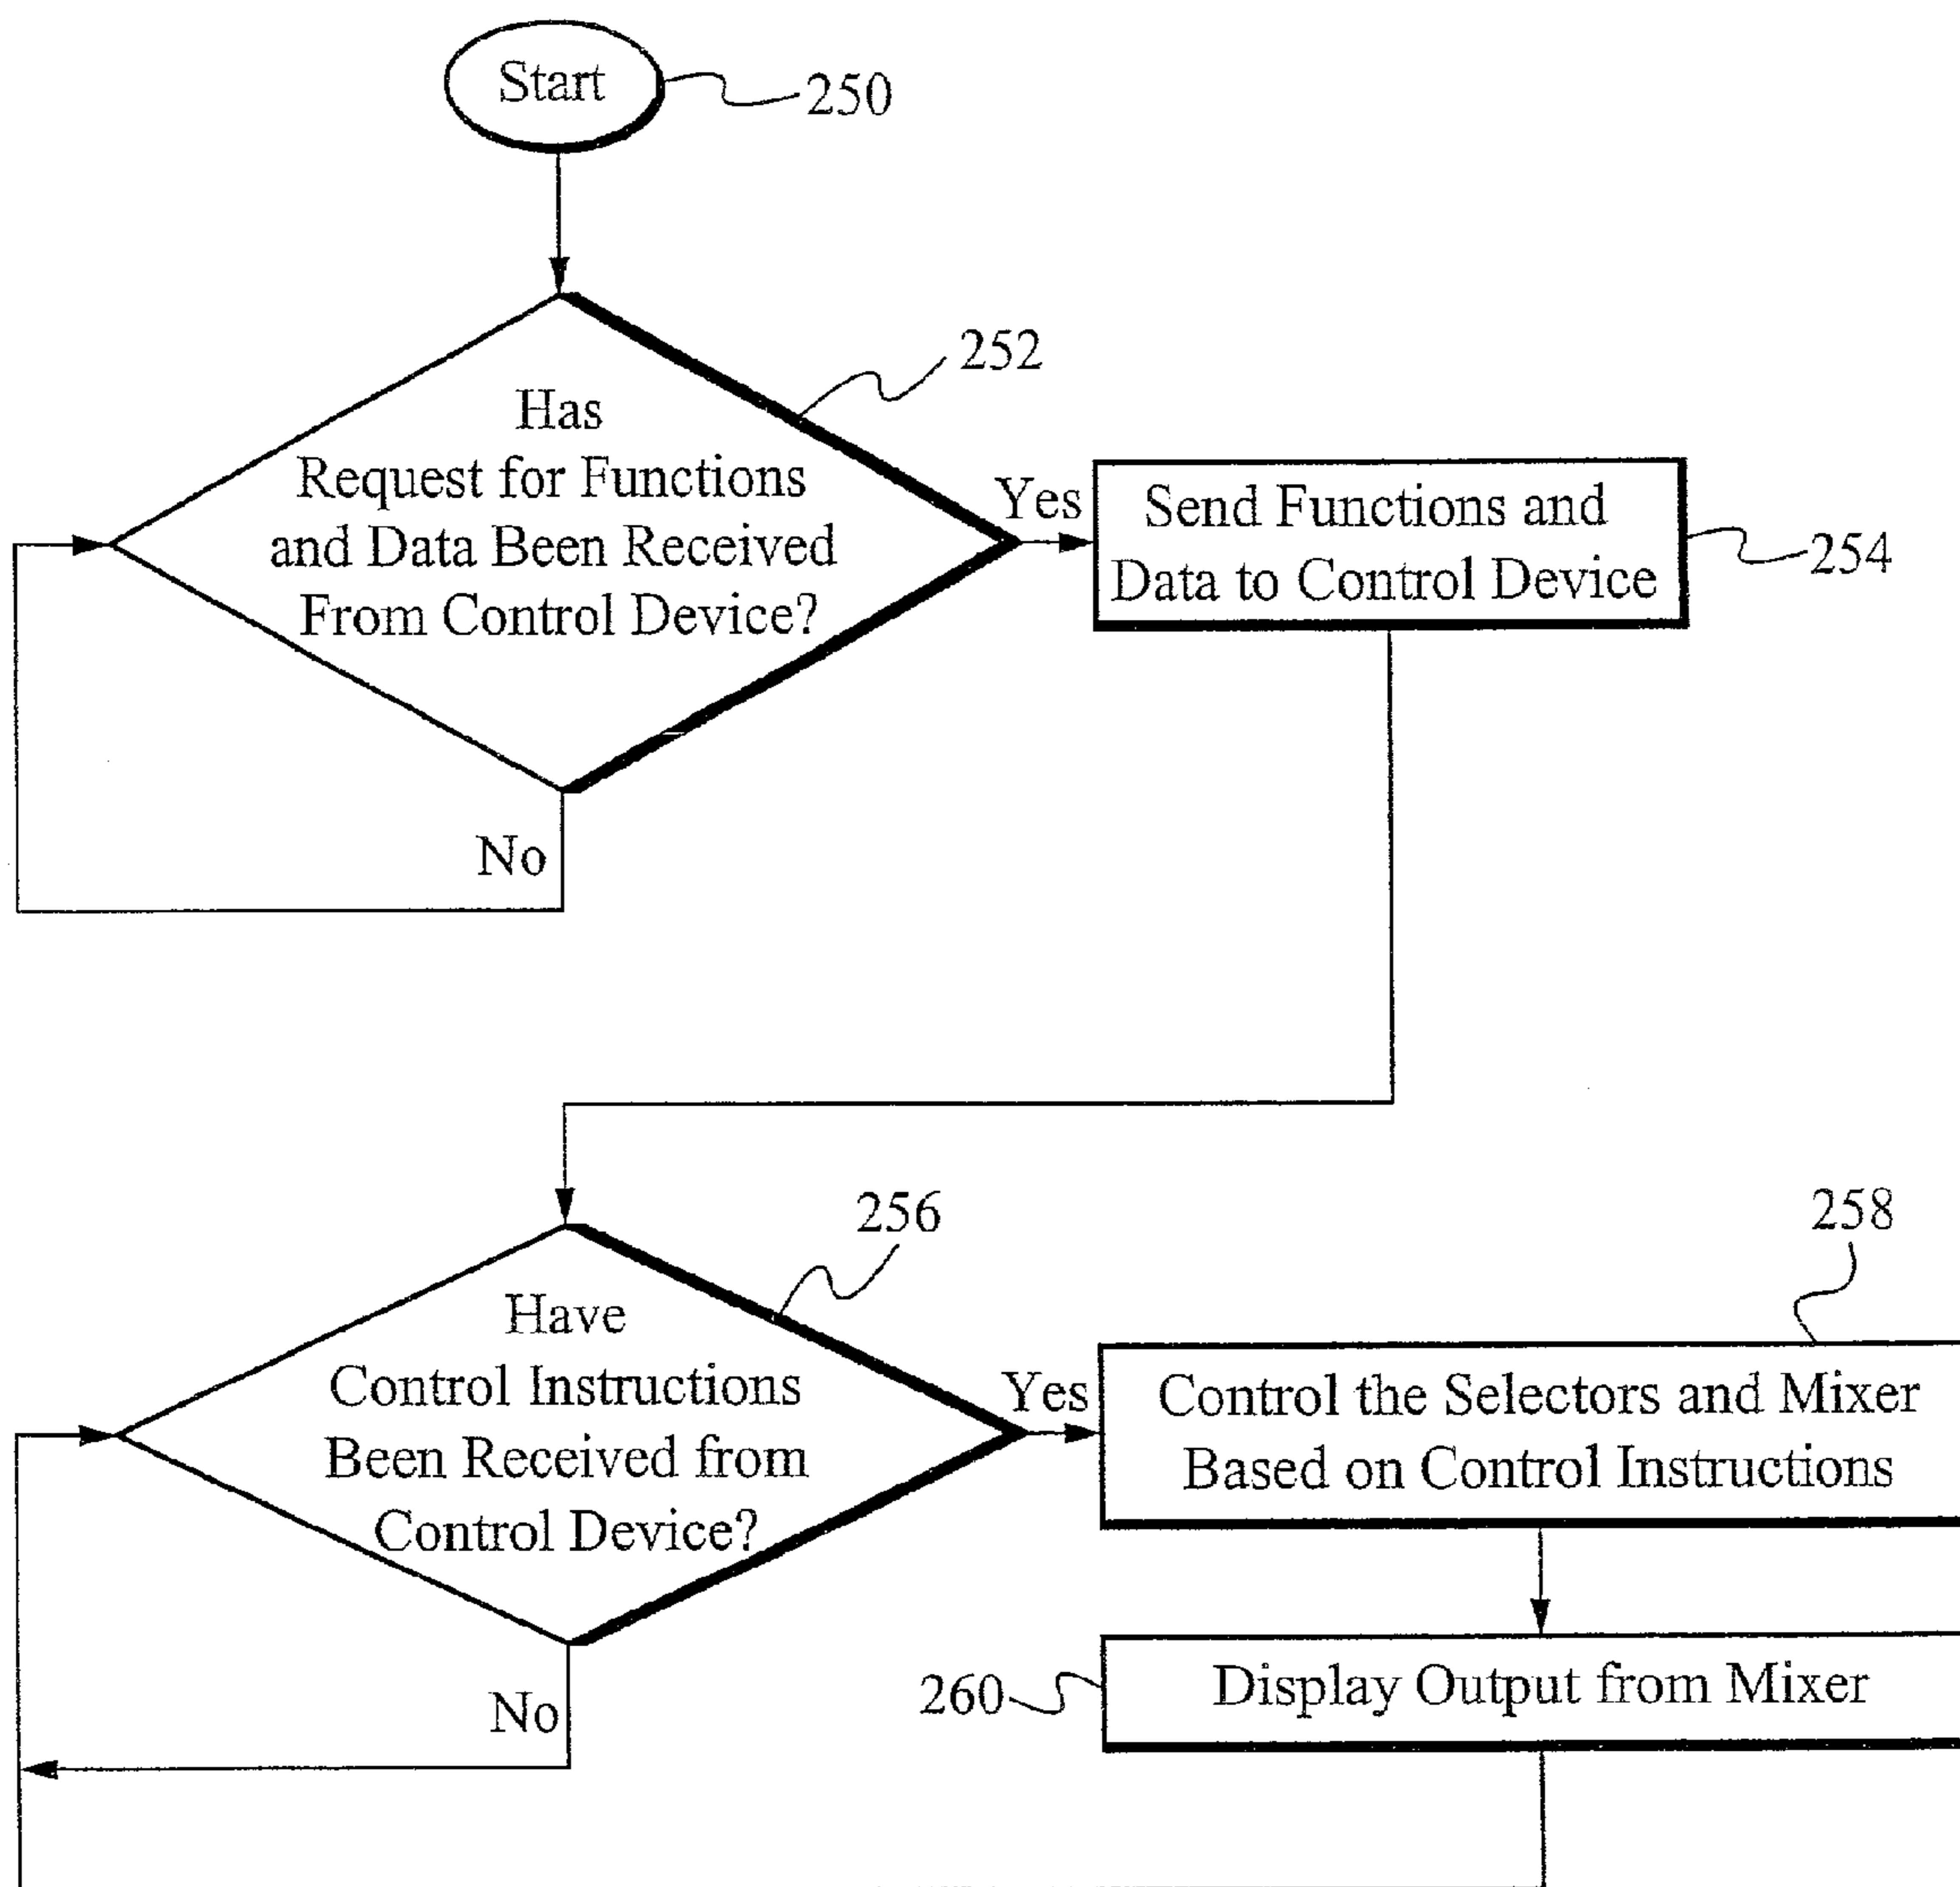 Start
250
252
Has
Request for Functions
and Data Been Received
From Control Device?
Yes
Send Functions and
Data to Control Device
254
No
256
258
Have
Control Instructions
Been Received from
Control Device?
Yes
Control the Selectors and Mixer
Based on Control Instructions
260
Display Output from Mixer
No